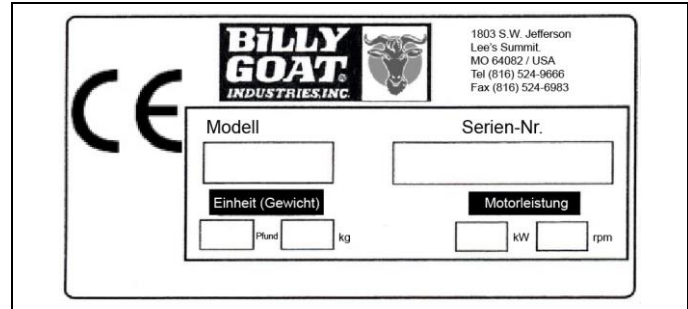 BiLLY
GOAT®
INDUSTRIES, INC.
1803 S.W. Jefferson
Lee's Summit.
MO 64082 / USA
Tel (816) 524-9666
Fax (816) 524-6983
CE
Modell
Serien-Nr.
Einheit (Gewicht)
Motorleistung
Pfund
kg
kW
rpm